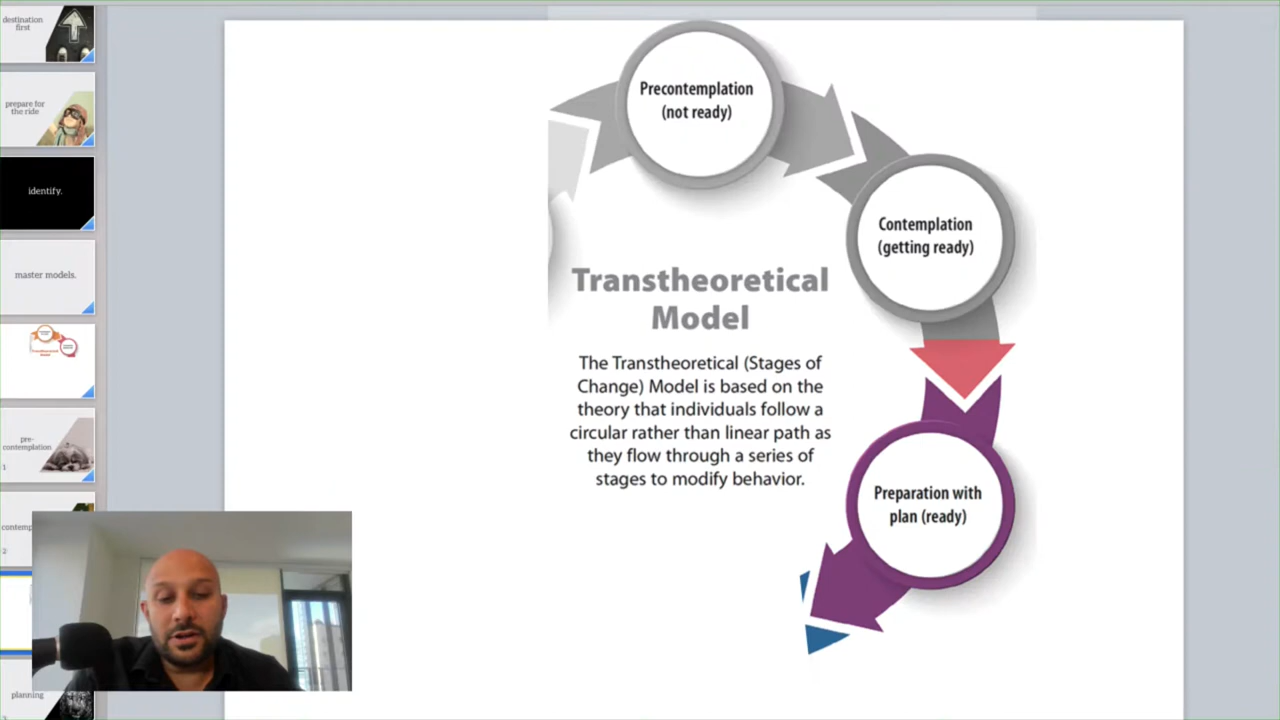 destination
first
prepare for
the ride
identify.
master models.
pre-
contemplation
1
contemp
2
planning
Precontemplation
(not ready)
Contemplation
(getting ready)
Transtheoretical
Model
The Transtheoretical (Stages of
Change) Model is based on the
theory that individuals follow a
circular rather than linear path as
they flow through a series of
stages to modify behavior.
Preparation with
plan (ready)